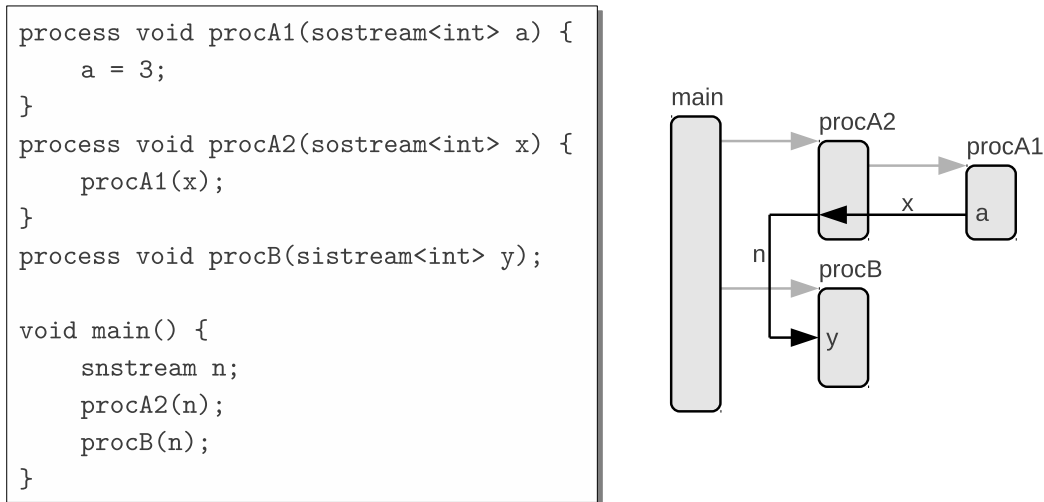 process void procA1(sostream<int> a) {
    a = 3;
}
process void procA2(sostream<int> x) {
    procA1(x);
}
process void procB(sistream<int> y);

void main() {
    snstream n;
    procA2(n);
    procB(n);
}
main
procA2
procA1
x
a
n
procB
y